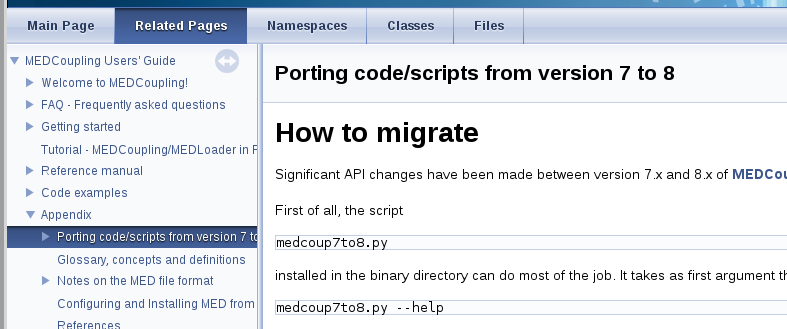 Main Page
Related Pages
Namespaces
Classes
Files
MEDCoupling Users' Guide
Welcome to MEDCoupling!
FAQ - Frequently asked questions
Getting started
Tutorial - MEDCoupling/MEDLoader in
Reference manual
Code examples
Appendix
Porting code/scripts from version 7 to
Glossary, concepts and definitions
Notes on the MED file format
Configuring and Installing MED from
References
Porting code/scripts from version 7 to 8
How to migrate
Significant API changes have been made between version 7.x and 8.x of MEDCou
First of all, the script
medcoup7to8.py
installed in the binary directory can do most of the job. It takes as first argument th
medcoup7to8.py --help